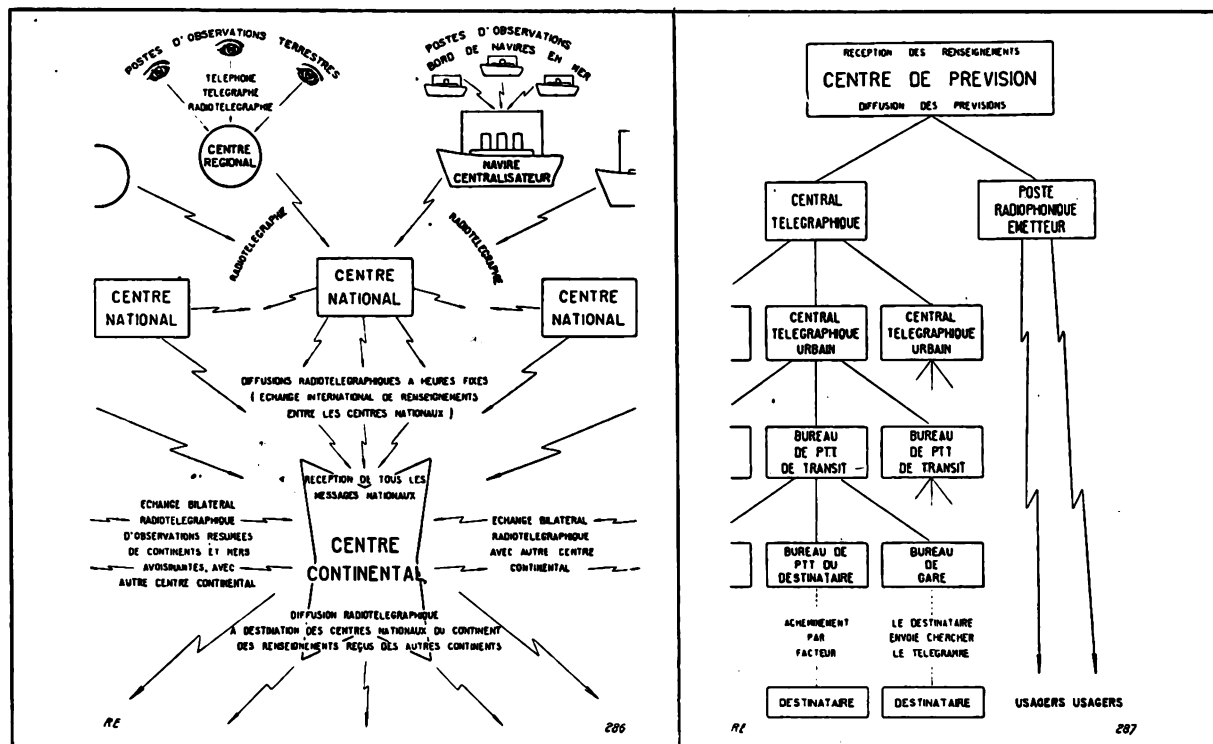 POSTES D'OBSERVATIONS TERRESTRES
TELEPHONE
TELEGRAPHE
RADIOTELEGRAPHIE
CENTRE
REGIONAL
POSTES D'OBSERVATIONS
BORD DE NAVIRES EN MER
NAVIRE
CENTRALISATEUR
RADIOTELEGRAPHIE
RADIOTELEGRAPHIE
CENTRE
NATIONAL
CENTRE
NATIONAL
CENTRE
NATIONAL
DIFFUSIONS RADIOTELEGRAPHIQUES A HEURES FIXES
( ECHANGE INTERNATIONAL DE RENSEIGNEMENTS
ENTRE LES CENTRES NATIONAUX )
RECEPTION DE TOUS LES
MESSAGES NATIONAUX
ECHANGE BILATERAL
RADIOTELEGRAPHIQUE
D'OBSERVATIONS RESUMEES
DE CONTINENTS ET MERS
AVOISINANTES, AVEC
AUTRE CENTRE CONTINENTAL
CENTRE
CONTINENTAL
ECHANGE BILATERAL
RADIOTELEGRAPHIQUE
AVEC AUTRE CENTRE
CONTINENTAL
DIFFUSION RADIOTELEGRAPHIQUE
A DESTINATION DES CENTRES NATIONAUX DU CONTINENT
DES RENSEIGNEMENTS REÇUS DES AUTRES CONTINENTS
RE
286
RECEPTION DES RENSEIGNEMENTS
CENTRE DE PREVISION
DIFFUSION DES PREVISIONS
CENTRAL
TELEGRAPHIQUE
POSTE
RADIOPHONIQUE
EMETTEUR
CENTRAL
TELEGRAPHIQUE
URBAIN
CENTRAL
TELEGRAPHIQUE
URBAIN
BUREAU
DE PTT
DE TRANSIT
BUREAU
DE PTT
DE TRANSIT
BUREAU DE
PTT DU
DESTINATAIRE
BUREAU
DE
GARE
ACHEMINEMENT
PAR
FACTEUR
LE DESTINATAIRE
ENVOIE CHERCHER
LE TELEGRAMME
DESTINATAIRE
DESTINATAIRE
USAGERS USAGERS
RE
287